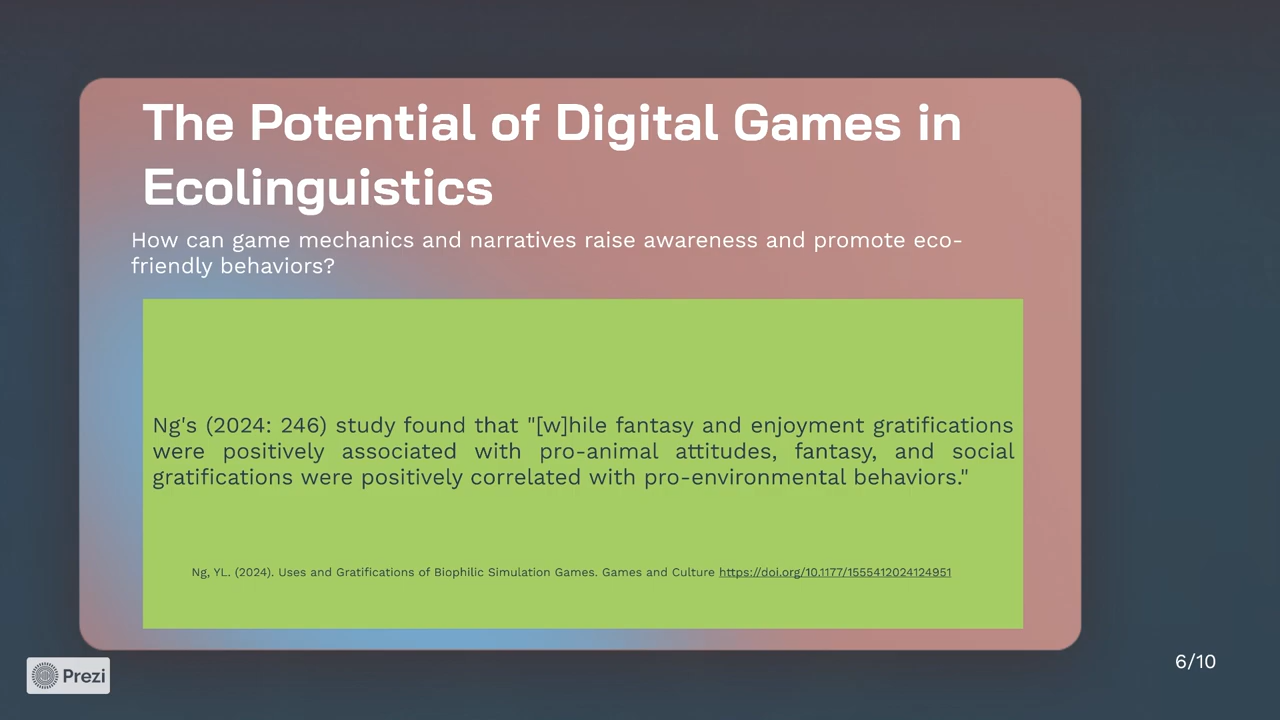 The Potential of Digital Games in
Ecolinguistics
How can game mechanics and narratives raise awareness and promote eco-
friendly behaviors?
Ng's (2024: 246) study found that "[w]hile fantasy and enjoyment gratifications
were positively associated with pro-animal attitudes, fantasy, and social
gratifications were positively correlated with pro-environmental behaviors."
Ng, YL. (2024). Uses and Gratifications of Biophilic Simulation Games. Games and Culture https://doi.org/10.1177/1555412024124951
Prezi
6/10